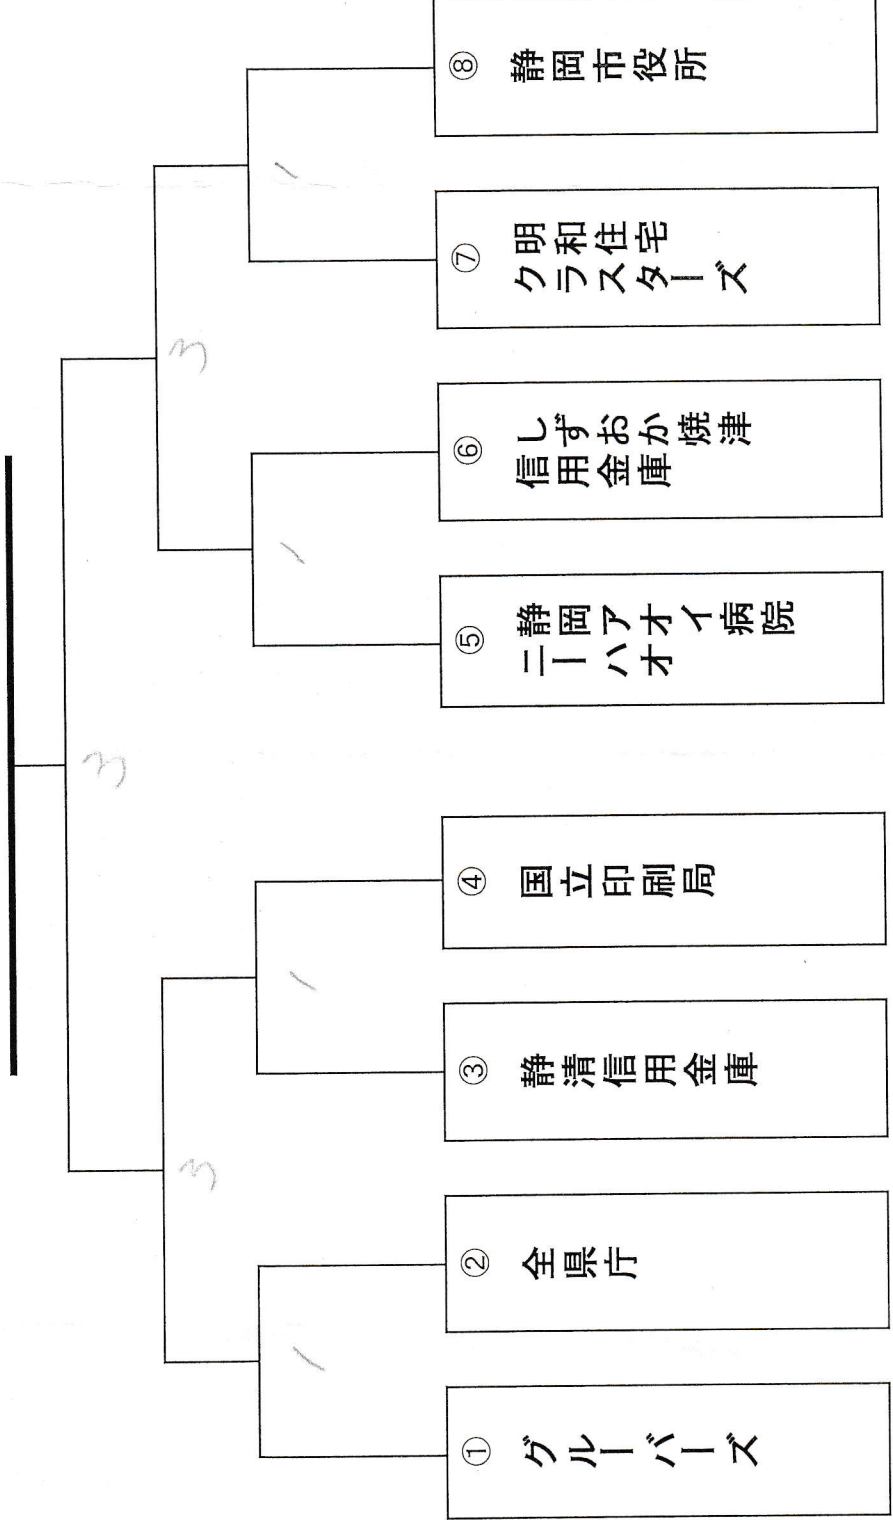 ① グルーバーズ
② 全県庁
③ 静清信用金庫
④ 国立印刷局
⑤ 静岡アオイ病院
ニーハオ
⑥ しずおか焼津
信用金庫
⑦ 明和住宅
クラスターズ
⑧ 静岡市役所
1
1
1
1
3
3
3